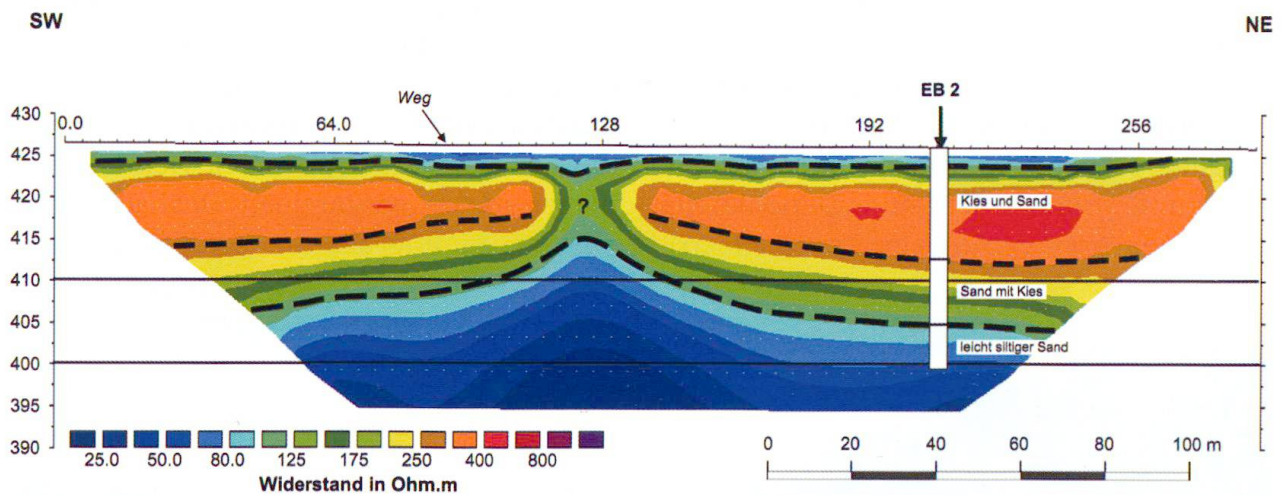 SW
NE
Weg
EB 2
430
0.0 64.0 128 192 256
425
420
Kies und Sand
?
415
410
Sand mit Kies
405
leicht siltiger Sand
400
395
390
25.0 50.0 80.0 125 175 250 400 800
Widerstand in Ohm.m
0 20 40 60 80 100 m